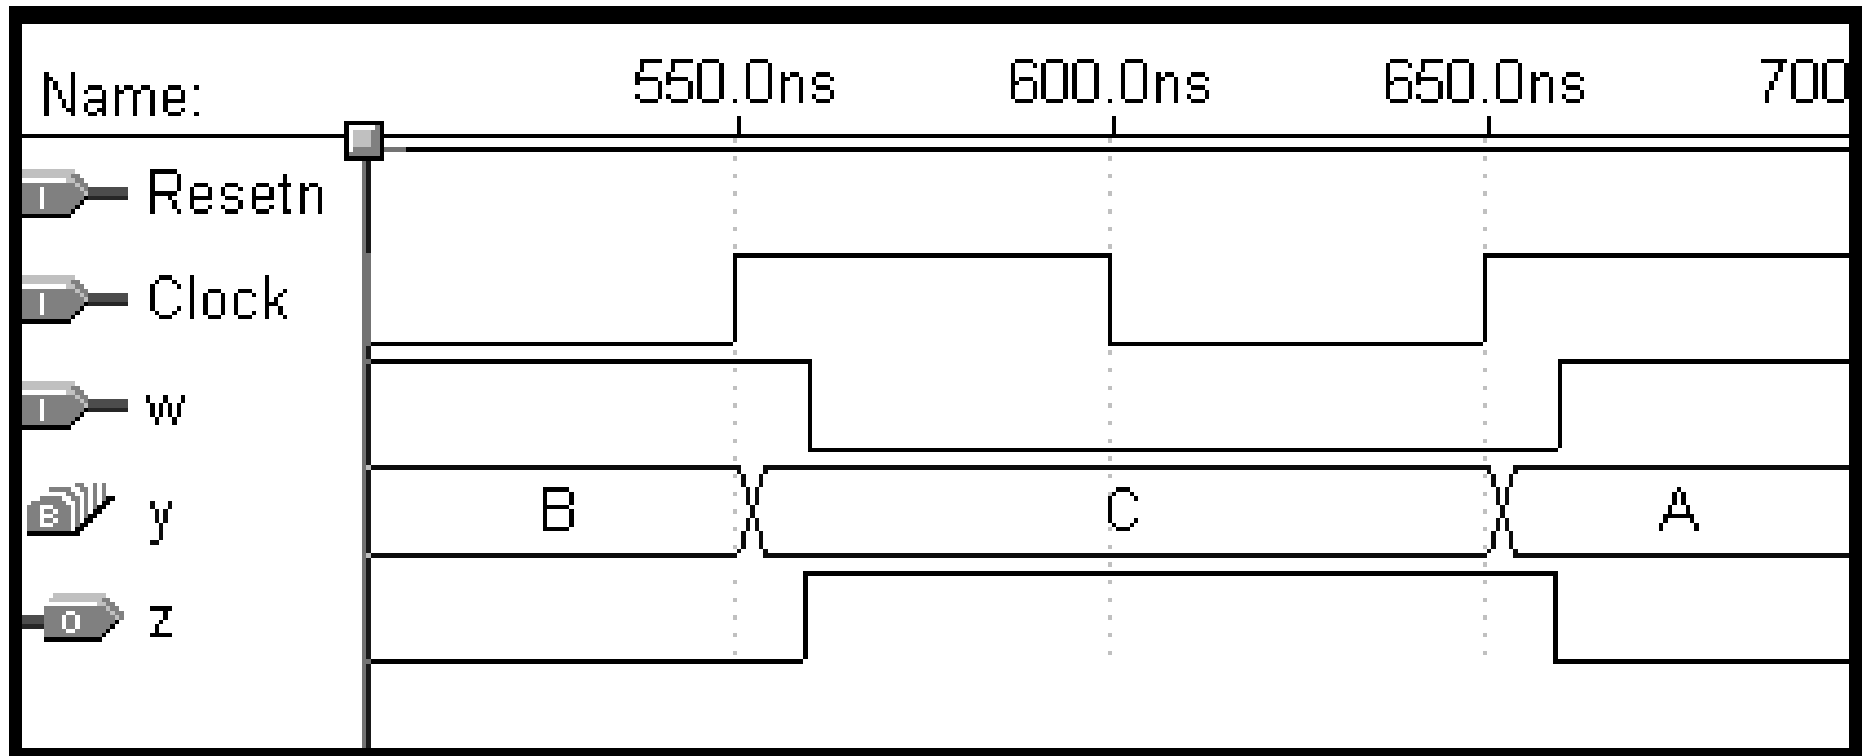 Name: 550.0ns 600.0ns 650.0ns 700
I Resetn
I Clock
I w
B y B C A
O z